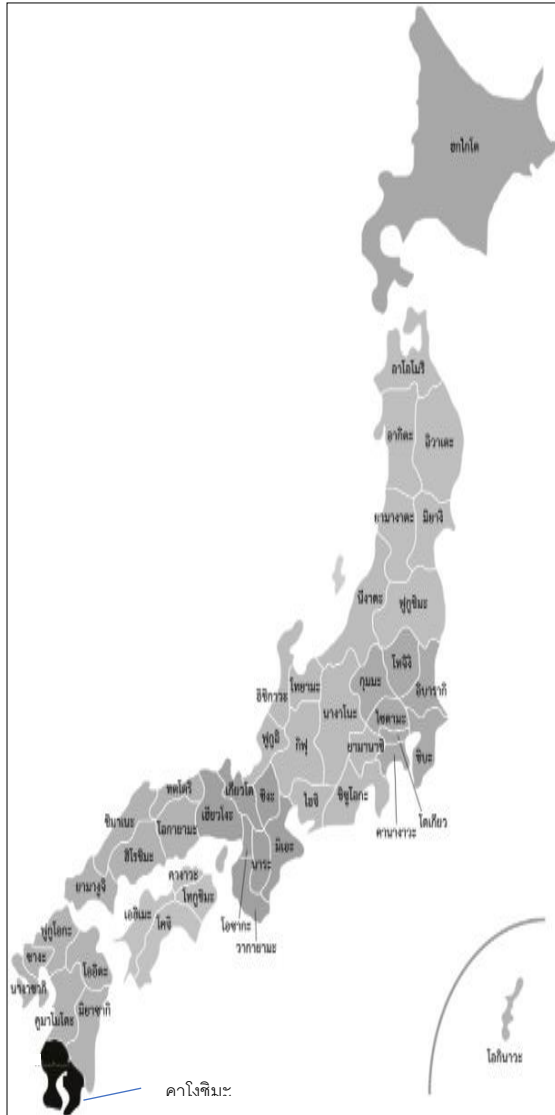 ฮกไกโด
อาโอโมริ
อากิตะ
อิวาเตะ
ยามางาตะ
มิยางิ
นีงาตะ
ฟูกูชิมะ
โทจิงิ
กุมมะ
อิบารากิ
อิชิกาวะ
โทยามะ
นางาโนะ
ไซตามะ
ฟูกูอิ
กิฟุ
ยามานาชิ
ชิบะ
เกียวโต
ชิงะ
ไอจิ
ชิซูโอกะ
ทตโตริ
เฮียวโงะ
โตเกียว
คานางาวะ
ชิมาเนะ
โอกายามะ
ฮิโรชิมะ
มิเอะ
นาระ
คางาวะ
ยามางูจิ
เอฮิเมะ
โทกูชิมะ
โคจิ
โอซากะ
วากายามะ
ฟูกูโอกะ
ซางะ
โออิตะ
นางาซากิ
มิยาซากิ
คูมาโมโตะ
โอกินาวะ
คาโงชิมะ